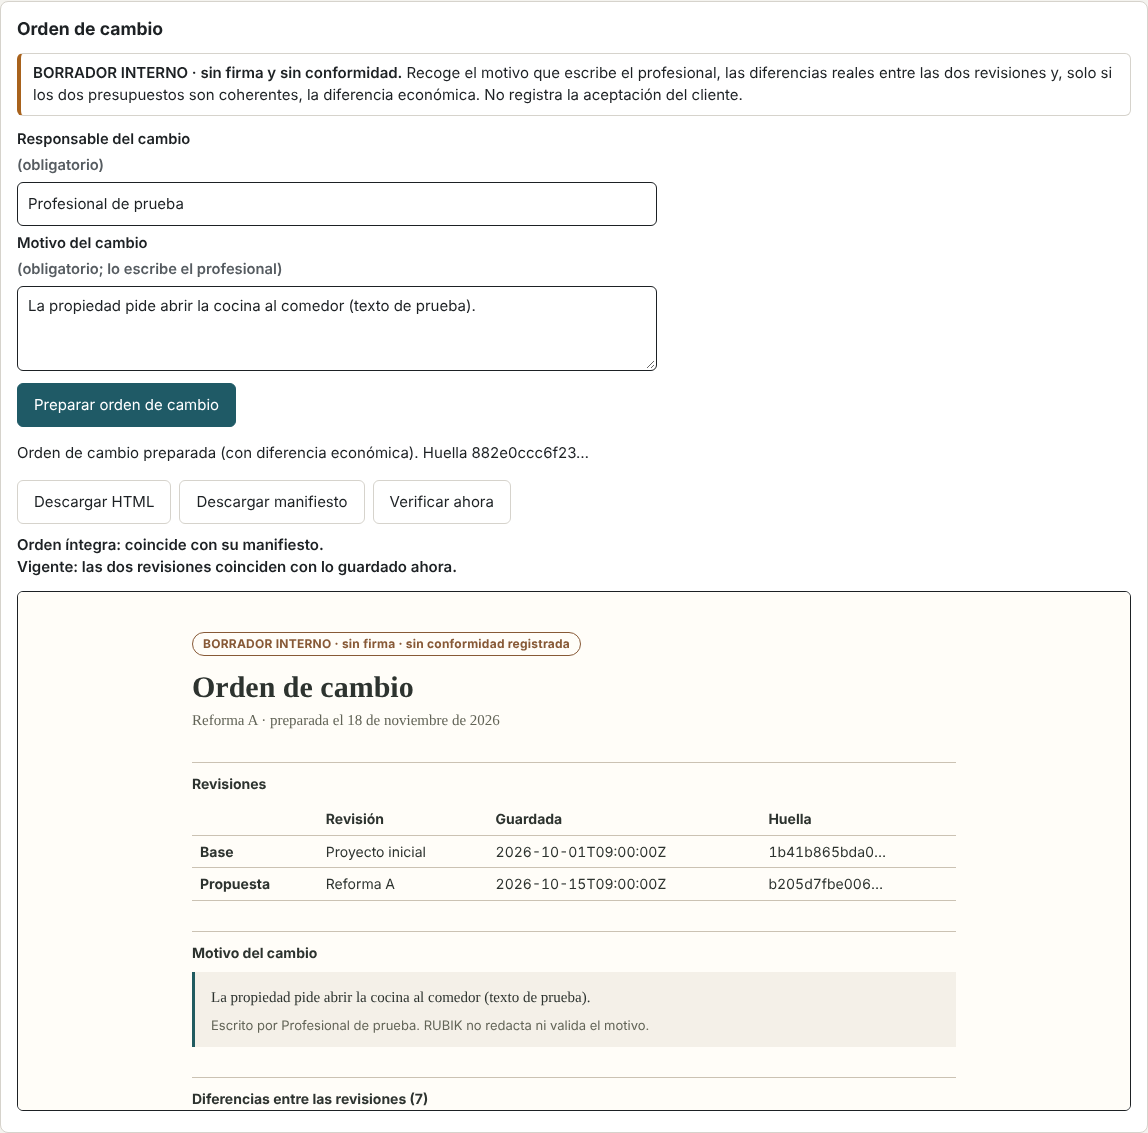 Orden de cambio
BORRADOR INTERNO · sin firma y sin conformidad. Recoge el motivo que escribe el profesional, las diferencias reales entre las dos revisiones y, solo si
los dos presupuestos son coherentes, la diferencia económica. No registra la aceptación del cliente.
Responsable del cambio
(obligatorio)
Profesional de prueba
Motivo del cambio
(obligatorio; lo escribe el profesional)
La propiedad pide abrir la cocina al comedor (texto de prueba).
Preparar orden de cambio
Orden de cambio preparada (con diferencia económica). Huella 882e0ccc6f23…
Descargar HTML Descargar manifiesto Verificar ahora
Orden íntegra: coincide con su manifiesto.
Vigente: las dos revisiones coinciden con lo guardado ahora.
BORRADOR INTERNO · sin firma · sin conformidad registrada
Orden de cambio
Reforma A · preparada el 18 de noviembre de 2026
Revisiones
Revisión Guardada Huella
Base Proyecto inicial 2026-10-01T09:00:00Z 1b41b865bda0…
Propuesta Reforma A 2026-10-15T09:00:00Z b205d7fbe006…
Motivo del cambio
La propiedad pide abrir la cocina al comedor (texto de prueba).
Escrito por Profesional de prueba. RUBIK no redacta ni valida el motivo.
Diferencias entre las revisiones (7)